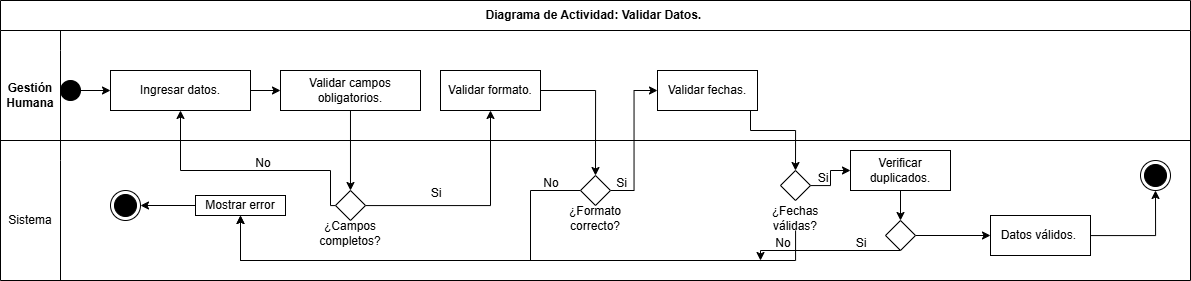 Diagrama de Actividad: Validar Datos.
Gestión
Humana
Ingresar datos.
Validar campos
obligatorios.
Validar formato.
Validar fechas.
Sistema
No
Si
No
Si
Si
Verificar
duplicados.
Mostrar error
¿Campos
completos?
¿Formato
correcto?
¿Fechas
válidas?
No
Si
Datos válidos.